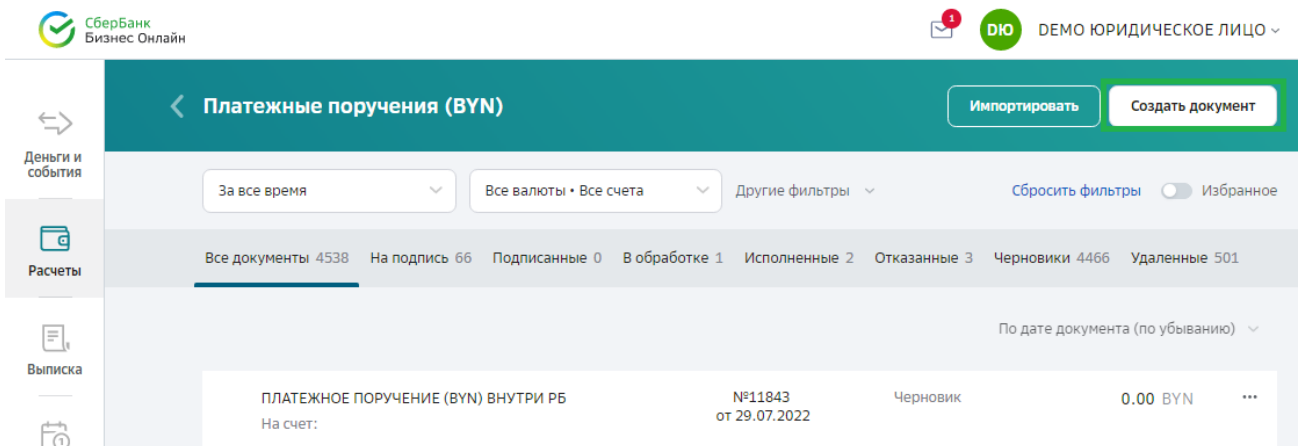 СберБанк
Бизнес Онлайн
1
DЮ
DEMO ЮРИДИЧЕСКОЕ ЛИЦО
Деньги и
события
Расчеты
Выписка
1
Платежные поручения (BYN)
Импортировать
Создать документ
За все время
Все валюты • Все счета
Другие фильтры
Сбросить фильтры
Избранное
Все документы 4538 На подпись 66 Подписанные 0 В обработке 1 Исполненные 2 Отказанные 3 Черновики 4466 Удаленные 501
По дате документа (по убыванию)
ПЛАТЕЖНОЕ ПОРУЧЕНИЕ (BYN) ВНУТРИ РБ
На счет:
№11843
от 29.07.2022
Черновик
0.00 BYN